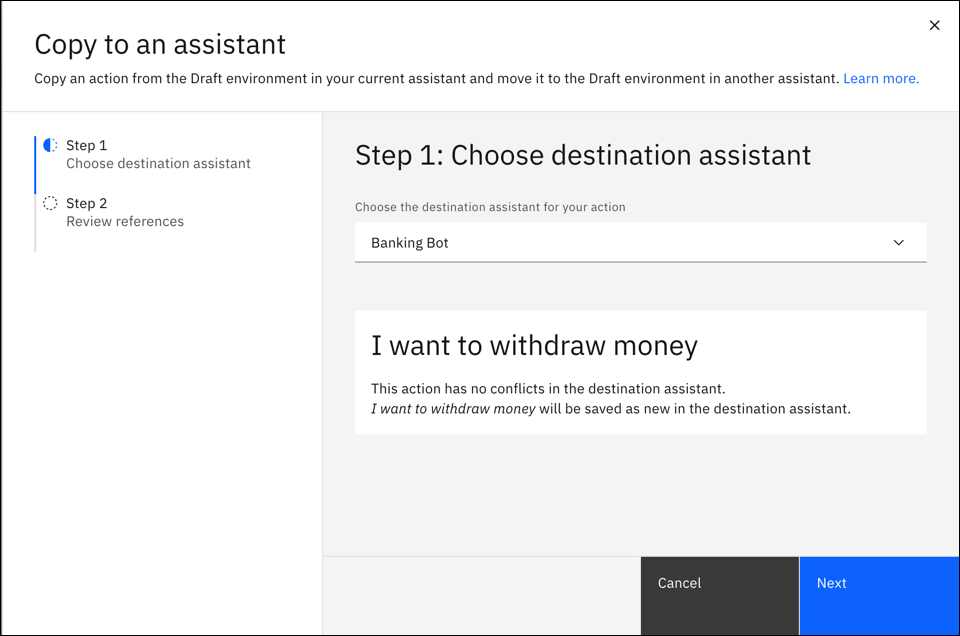 Copy to an assistant
Copy an action from the Draft environment in your current assistant and move it to the Draft environment in another assistant. Learn more.
Step 1
Choose destination assistant
Step 2
Review references
Step 1: Choose destination assistant
Choose the destination assistant for your action
Banking Bot
I want to withdraw money
This action has no conflicts in the destination assistant.
I want to withdraw money will be saved as new in the destination assistant.
Cancel
Next